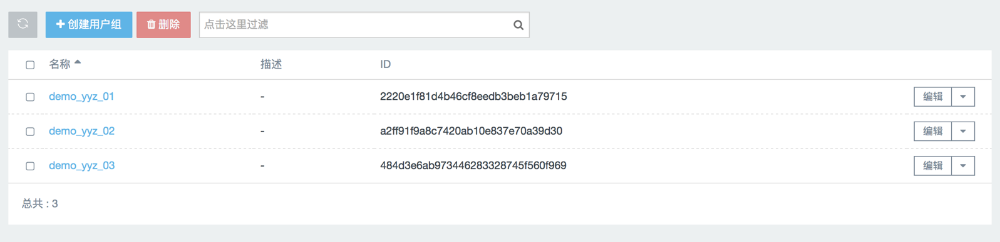 创建用户组 删除 点击这里过滤
名称 描述 ID
demo_yyz_01 - 2220e1f81d4b46cf8eedb3beb1a79715 编辑
demo_yyz_02 - a2ff91f9a8c7420ab10e837e70a39d30 编辑
demo_yyz_03 - 484d3e6ab973446283328745f560f969 编辑
总共 : 3